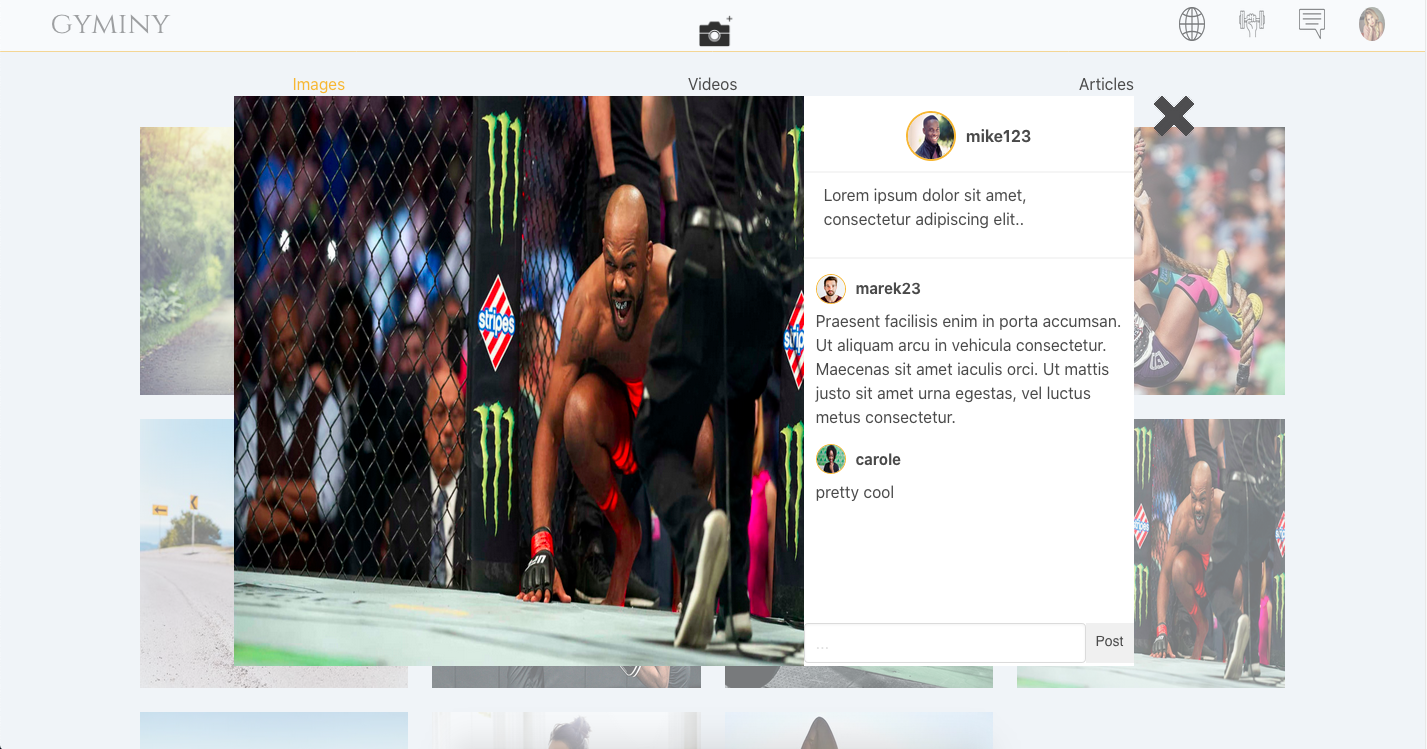 GYMINY
Images
Videos
Articles
mike123
Lorem ipsum dolor sit amet,
consectetur adipiscing elit..
stripes
marek23
Praesent facilisis enim in porta accumsan.
Ut aliquam arcu in vehicula consectetur.
Maecenas sit amet iaculis orci. Ut mattis
justo sit amet urna egestas, vel luctus
metus consectetur.
carole
pretty cool
UFC
...
Post